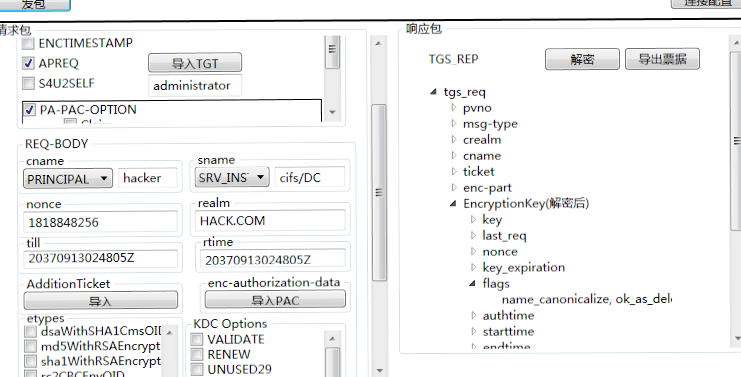 发包
连接配置
请求包
ENCTIMESTAMP
APREQ
导入TGT
S4U2SELF
administrator
PA-PAC-OPTION
REQ-BODY
cname
sname
PRINCIPAL
hacker
SRV_INS
cifs/DC
nonce
realm
1818848256
HACK.COM
till
rtime
20370913024805Z
20370913024805Z
AdditionTicket
enc-authorization-data
导入
导入PAC
etypes
KDC Options
dsaWithSHA1CmsOID
md5WithRSAEncrypt
sha1WithRSAEncrypt
rc2CBCEnvOID
VALIDATE
RENEW
UNUSED29
响应包
TGS_REP
解密
导出票据
tgs_req
pvno
msg-type
crealm
cname
ticket
enc-part
EncryptionKey(解密后)
key
last_req
nonce
key_expiration
flags
name_canonicalize, ok_as_dele
authtime
starttime
endtime